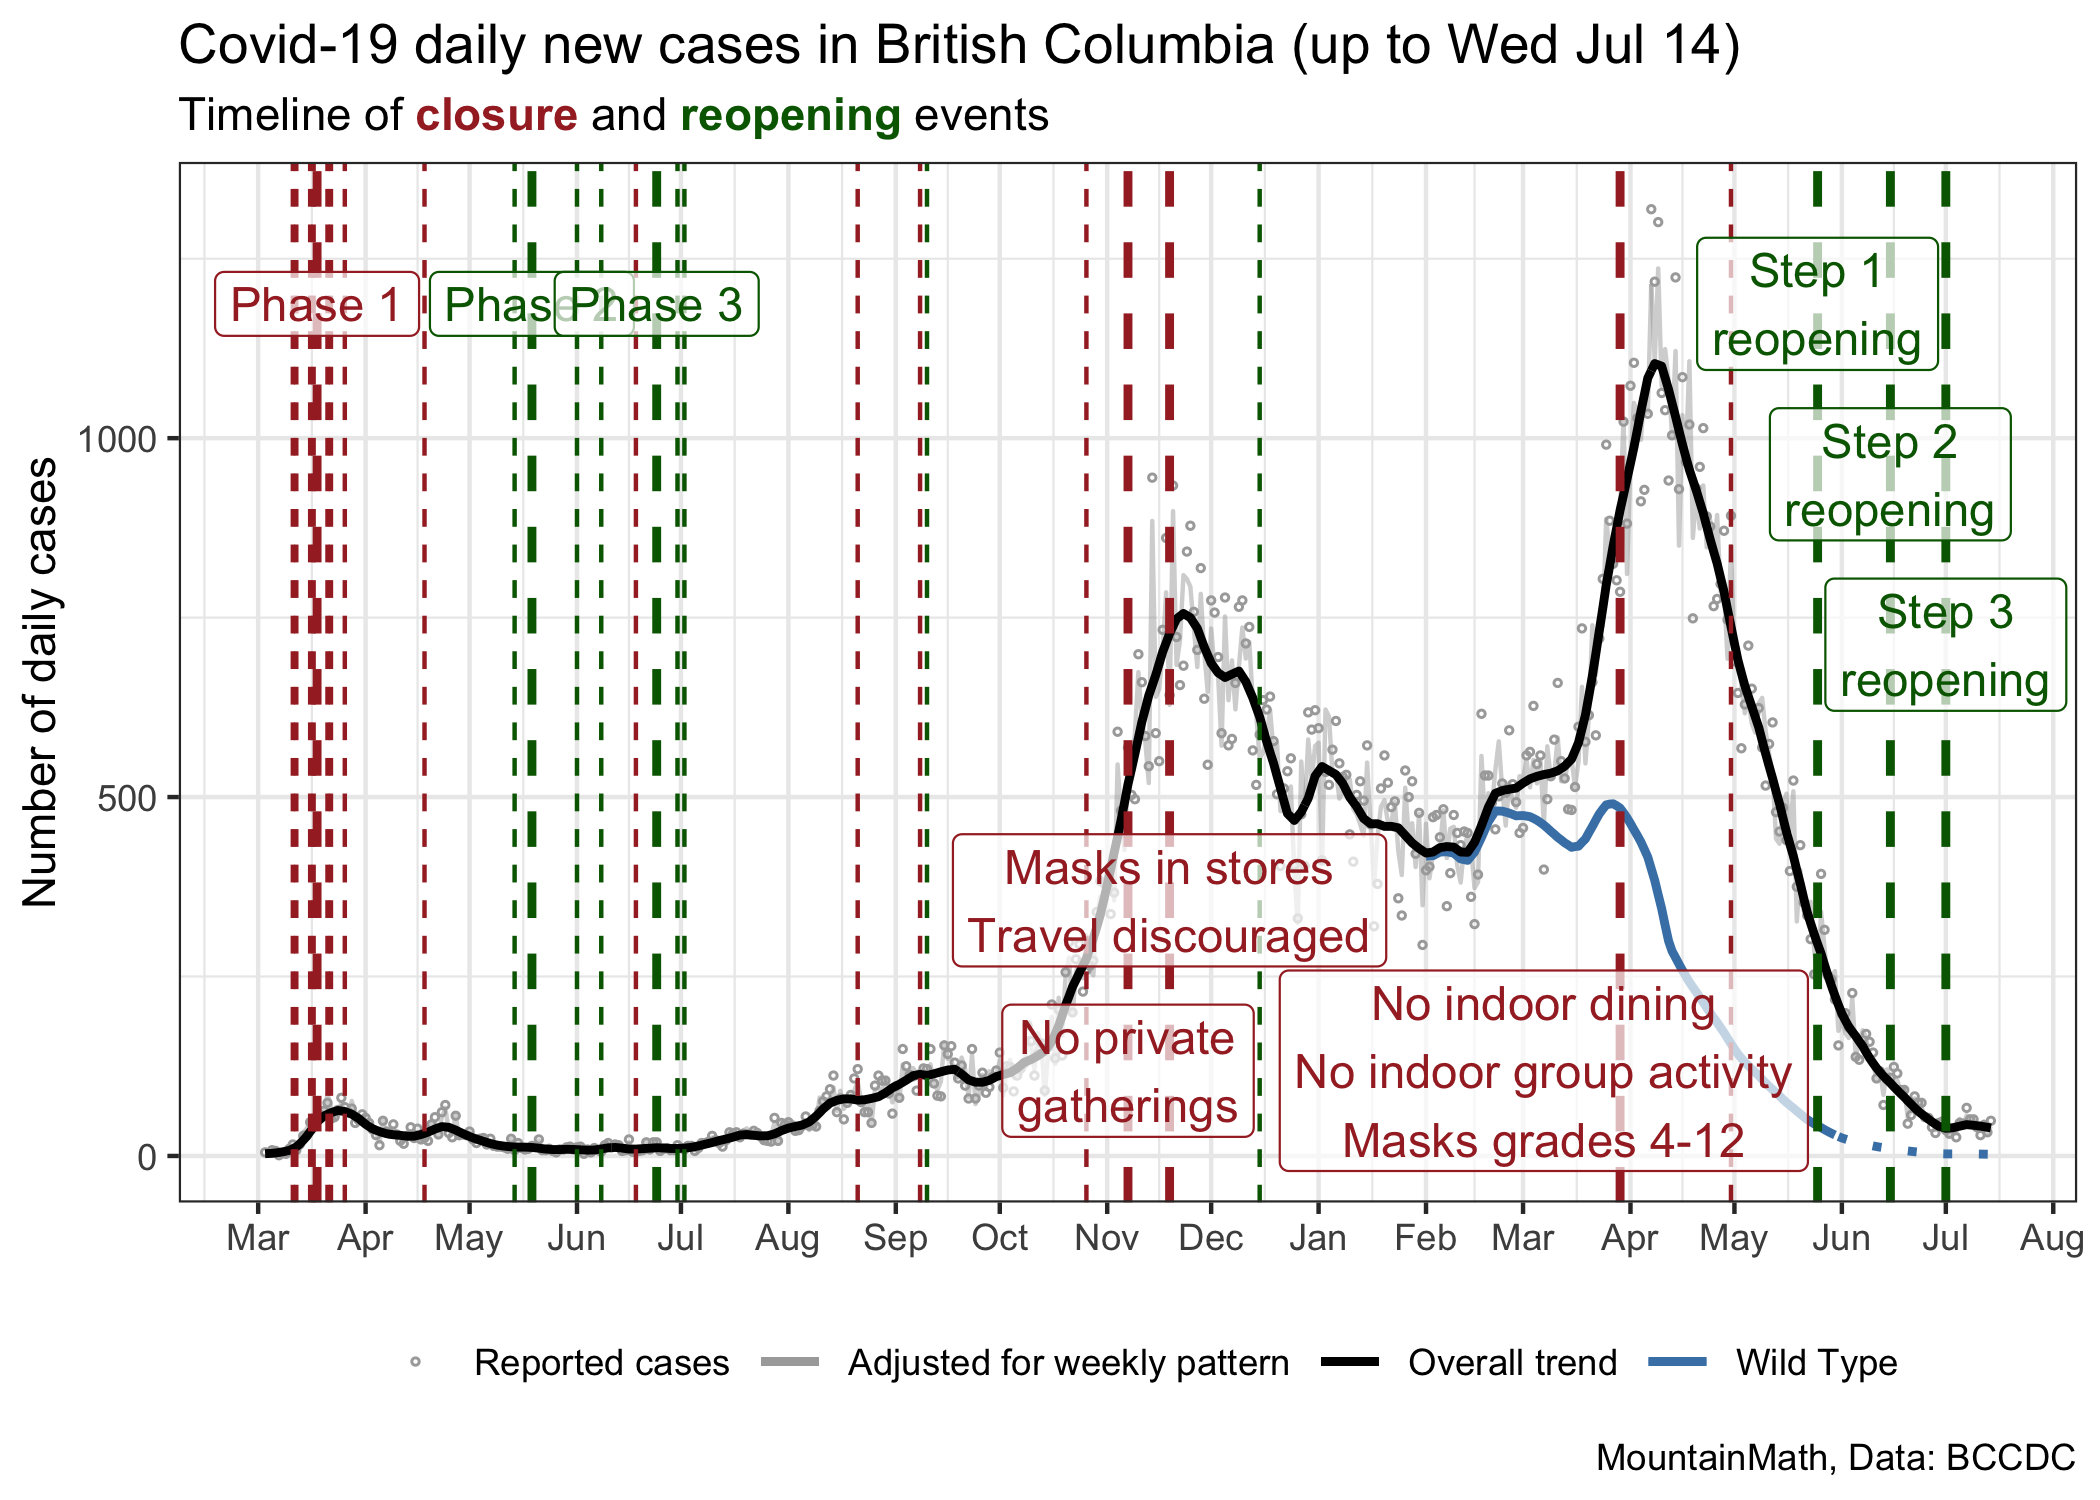 Covid-19 daily new cases in British Columbia (up to Wed Jul 14)
Timeline of closure and reopening events
Number of daily cases
1000
500
0
Phase 1
Phase 2
Phase 3
Step 1
reopening
Step 2
reopening
Step 3
reopening
Masks in stores
Travel discouraged
No private
gatherings
No indoor dining
No indoor group activity
Masks grades 4-12
Mar Apr May Jun Jul Aug Sep Oct Nov Dec Jan Feb Mar Apr May Jun Jul Aug
Reported cases Adjusted for weekly pattern Overall trend Wild Type
MountainMath, Data: BCCDC